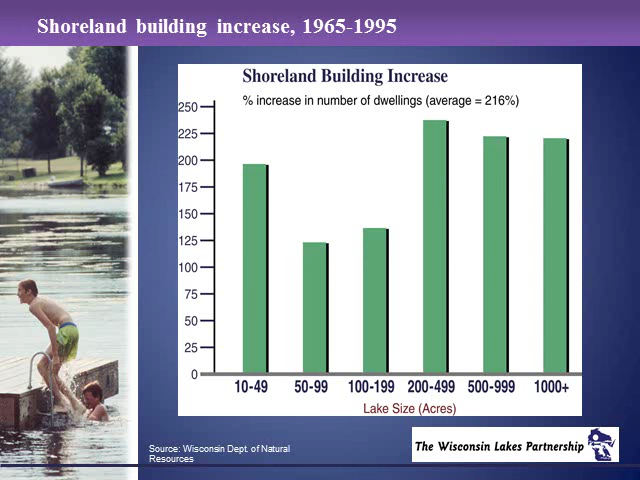 Shoreland building increase, 1965-1995
Shoreland Building Increase
% increase in number of dwellings (average = 216%)
250
225
200
175
150
125
100
75
50
25
0
10-49 50-99 100-199 200-499 500-999 1000+
Lake Size (Acres)
Source: Wisconsin Dept. of Natural
Resources
The Wisconsin Lakes Partnership